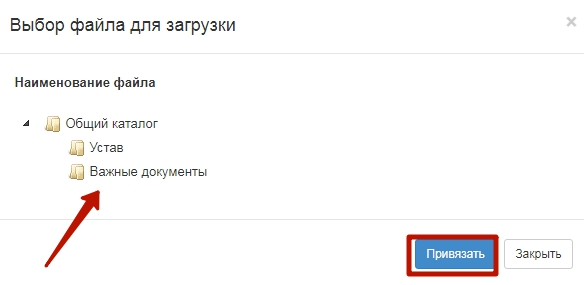 Выбор файла для загрузки
×
Наименование файла
Общий каталог
Устав
Важные документы
Привязать Закрыть